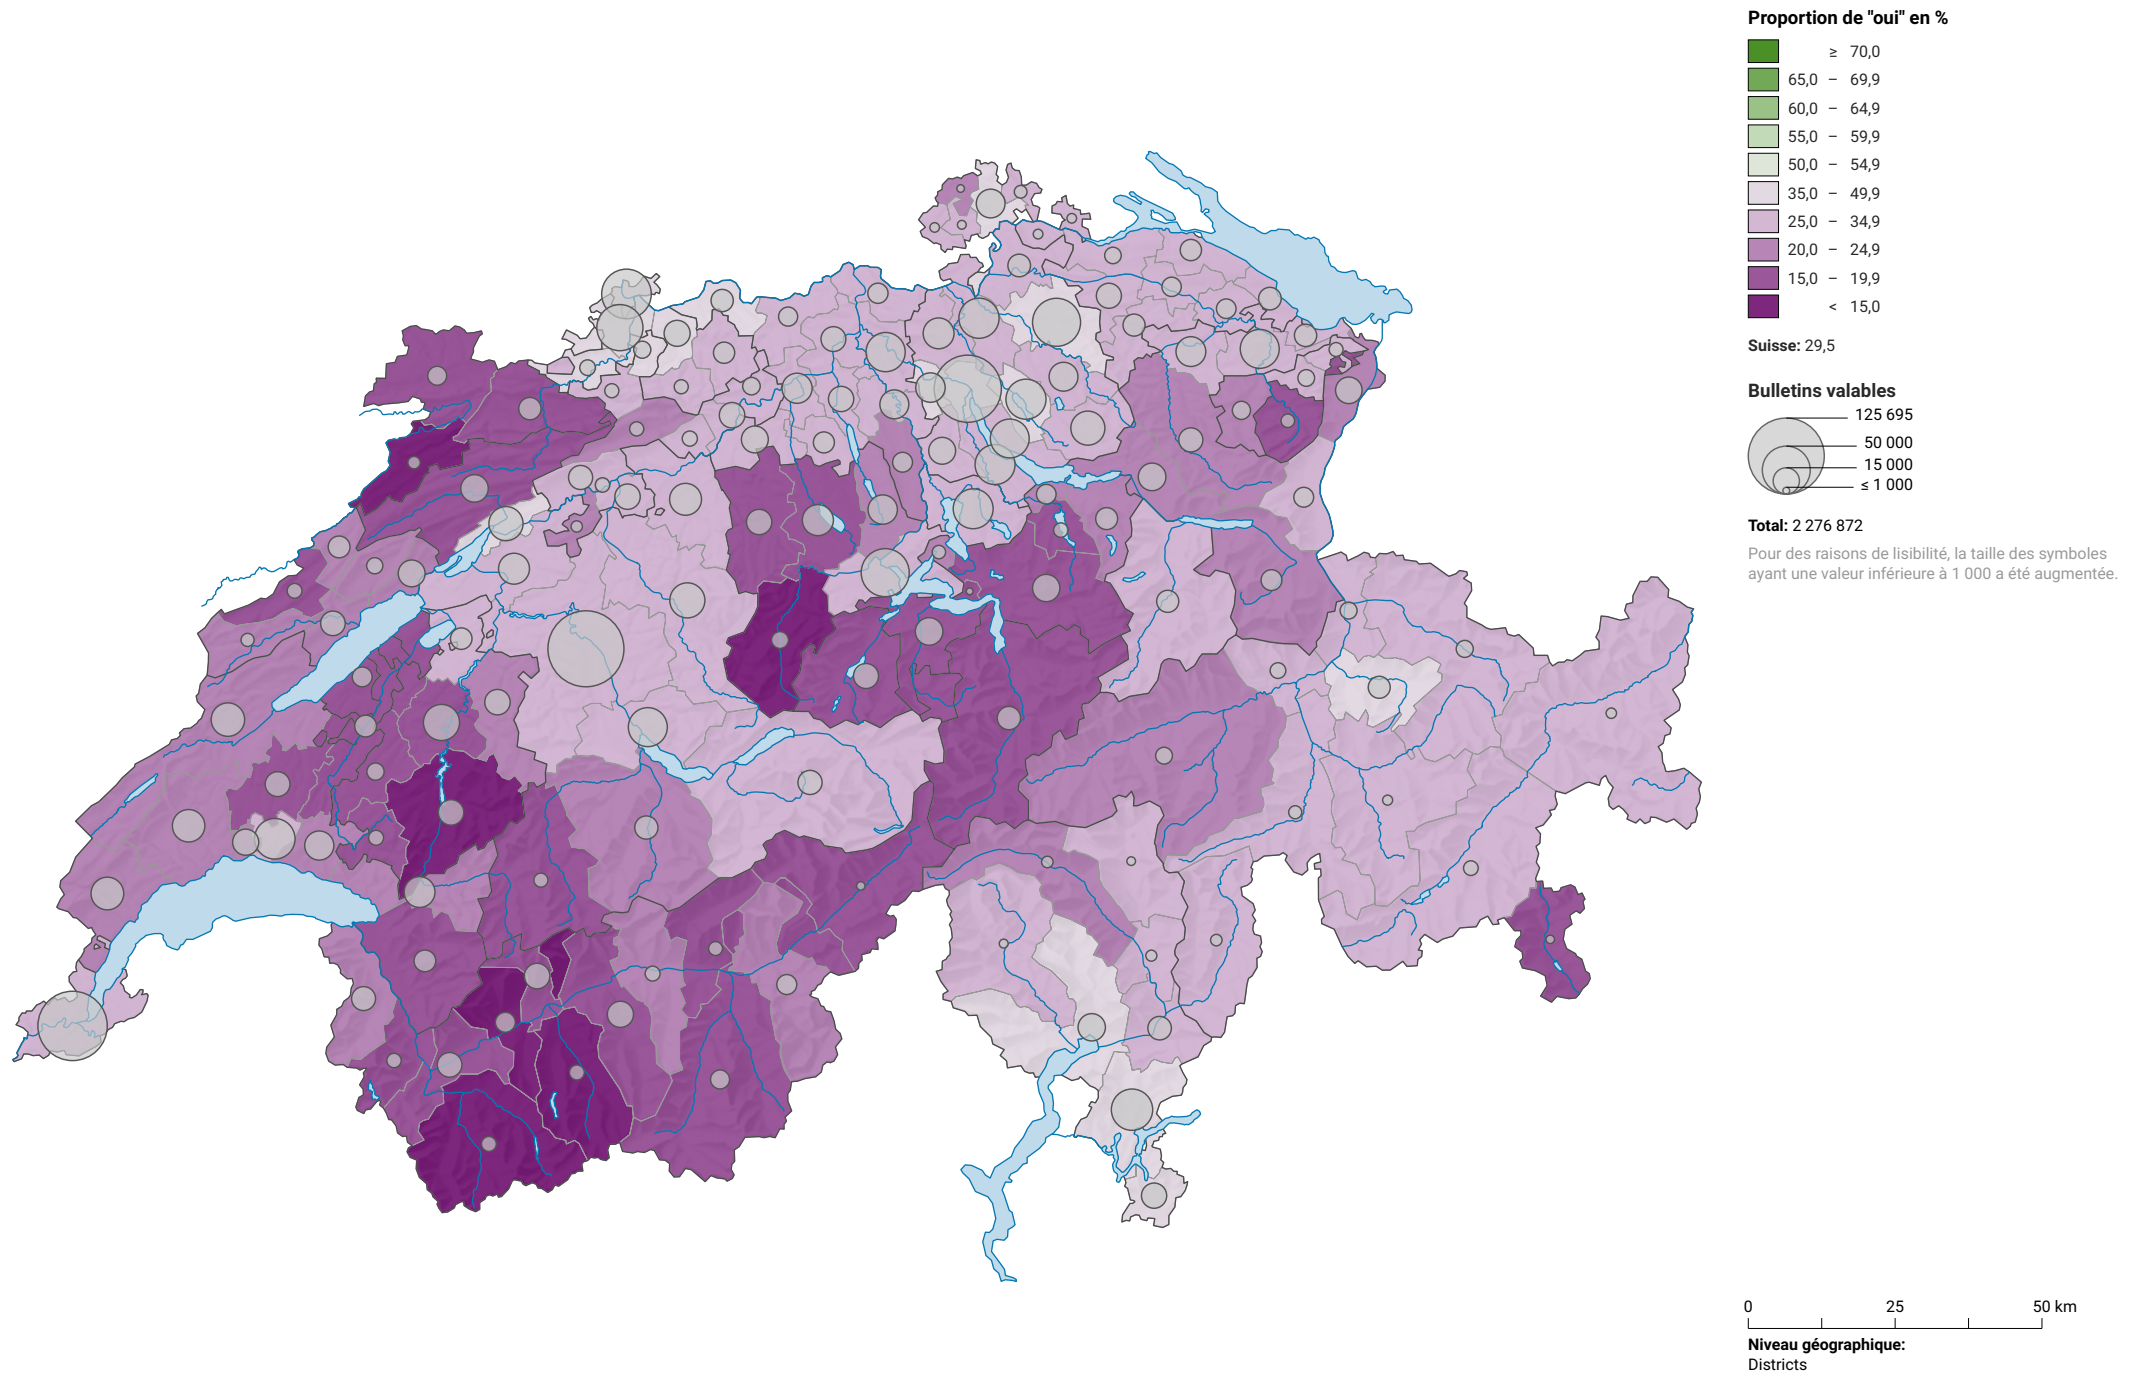 Proportion de "oui" en %
≥ 70,0
65,0 – 69,9
60,0 – 64,9
55,0 – 59,9
50,0 – 54,9
35,0 – 49,9
25,0 – 34,9
20,0 – 24,9
15,0 – 19,9
< 15,0
Suisse: 29,5
Bulletins valables
125 695
50 000
15 000
≤ 1 000
Total: 2 276 872
Pour des raisons de lisibilité, la taille des symboles
ayant une valeur inférieure à 1 000 a été augmentée.
0 25 50 km
Niveau géographique:
Districts